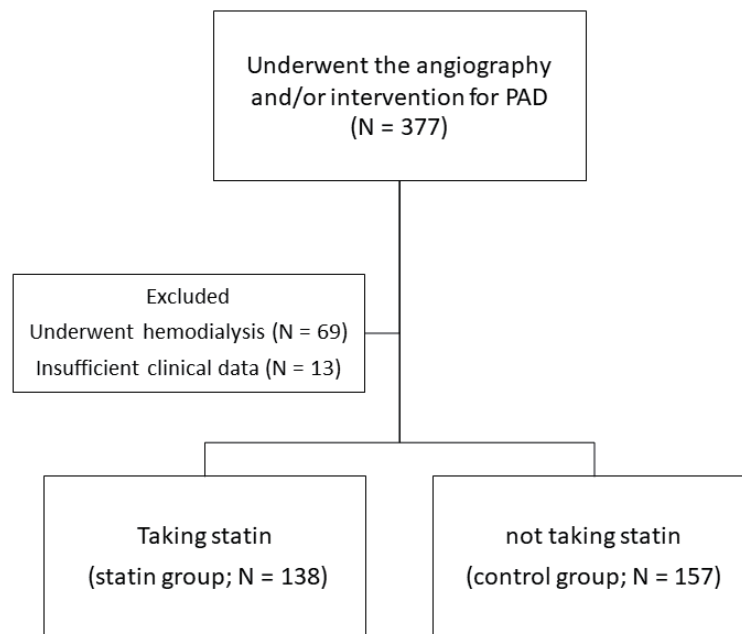 Underwent the angiography
and/or intervention for PAD
(N = 377)
Excluded
Underwent hemodialysis (N = 69)
Insufficient clinical data (N = 13)
Taking statin
(statin group; N = 138)
not taking statin
(control group; N = 157)